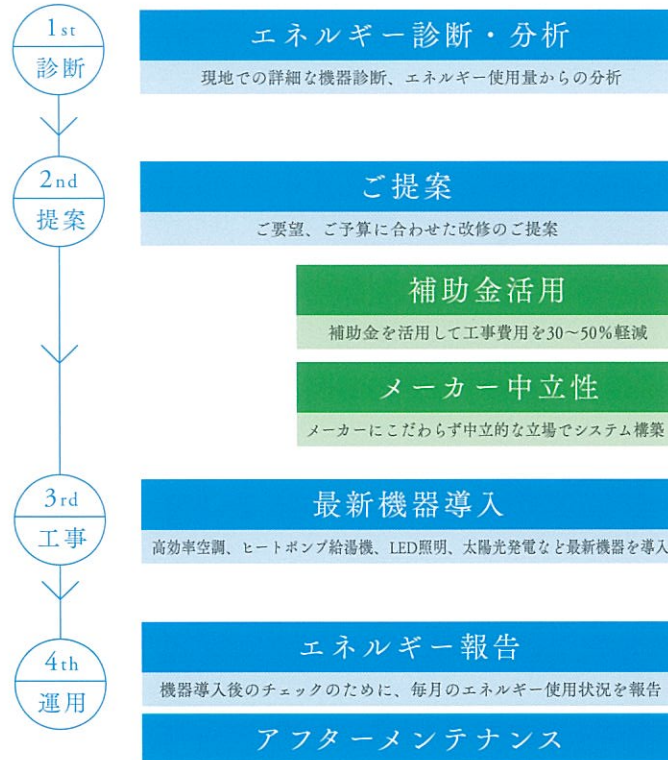 1st
診断
エネルギー診断・分析
現地での詳細な機器診断、エネルギー使用量からの分析
2nd
提案
ご提案
ご要望、ご予算に合わせた改修のご提案
補助金活用
補助金を活用して工事費用を30〜50%軽減
メーカー中立性
メーカーにこだわらず中立的な立場でシステム構築
3rd
工事
最新機器導入
高効率空調、ヒートポンプ給湯機、LED照明、太陽光発電など最新機器を導入
4th
運用
エネルギー報告
機器導入後のチェックのために、毎月のエネルギー使用状況を報告
アフターメンテナンス